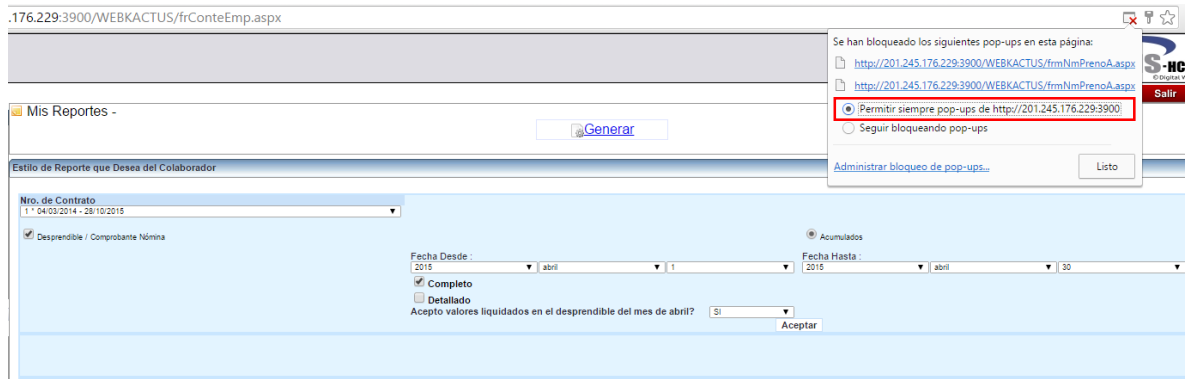 .176.229:3900/WEBKACTUS/frConteEmp.aspx
Se han bloqueado los siguientes pop-ups en esta página:
http://201.245.176.229:3900/WEBKACTUS/frmNmPrenoA.aspx
http://201.245.176.229:3900/WEBKACTUS/frmNmPrenoA.aspx
Permitir siempre pop-ups de http://201.245.176.229:3900
Seguir bloqueando pop-ups
Administrar bloqueo de pop-ups...
Listo
S-HC
©Digital W
Salir
Mis Reportes -
Generar
Estilo de Reporte que Desea del Colaborador
Nro. de Contrato
1 * 04/03/2014 - 28/10/2015
Desprendible / Comprobante Nómina
Acumulados
Fecha Desde :
2015 abril 1
Fecha Hasta :
2015 abril 30
Completo
Detallado
Acepto valores liquidados en el desprendible del mes de abril? SI
Aceptar